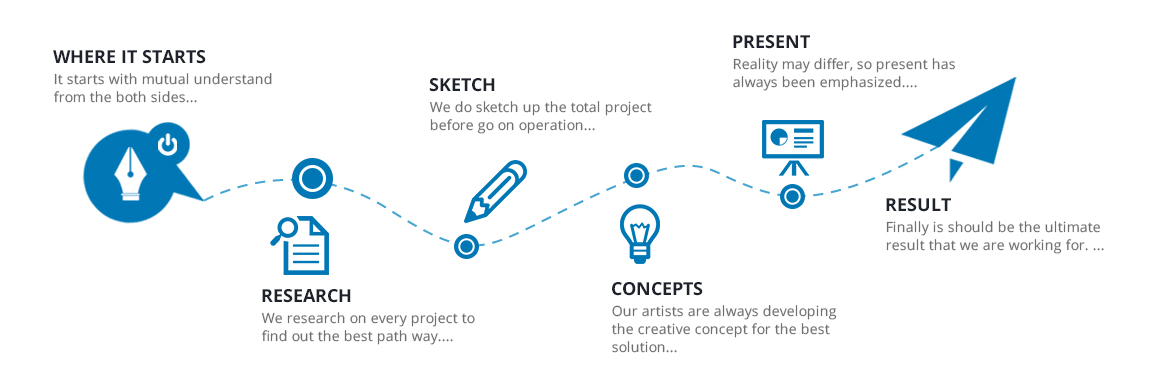 WHERE IT STARTS
It starts with mutual understand
from the both sides...
RESEARCH
We research on every project to
find out the best path way....
SKETCH
We do sketch up the total project
before go on operation...
CONCEPTS
Our artists are always developing
the creative concept for the best
solution...
PRESENT
Reality may differ, so present has
always been emphasized....
RESULT
Finally is should be the ultimate
result that we are working for. ...